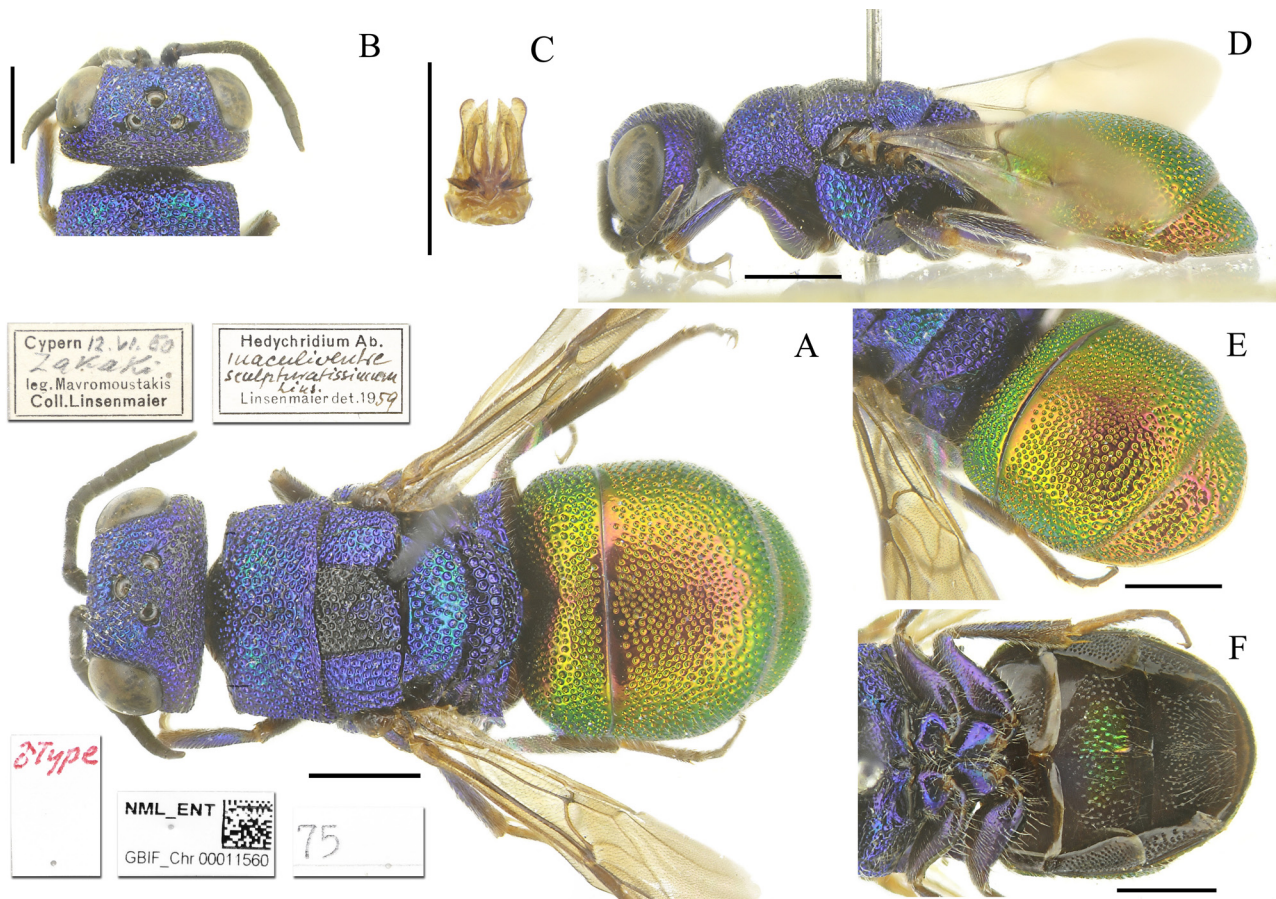 B
C
D
Cypern 12.VI.50
Zakaki.
leg.Mavromoustakis
Coll.Linsenmaier
Hedychridium Ab.
maculiventre
sculpturatissimum
Lins.
Linsenmaier det.1959
A
E
F
♂Type
NML_ENT
GBIF_Chr 00011560
75